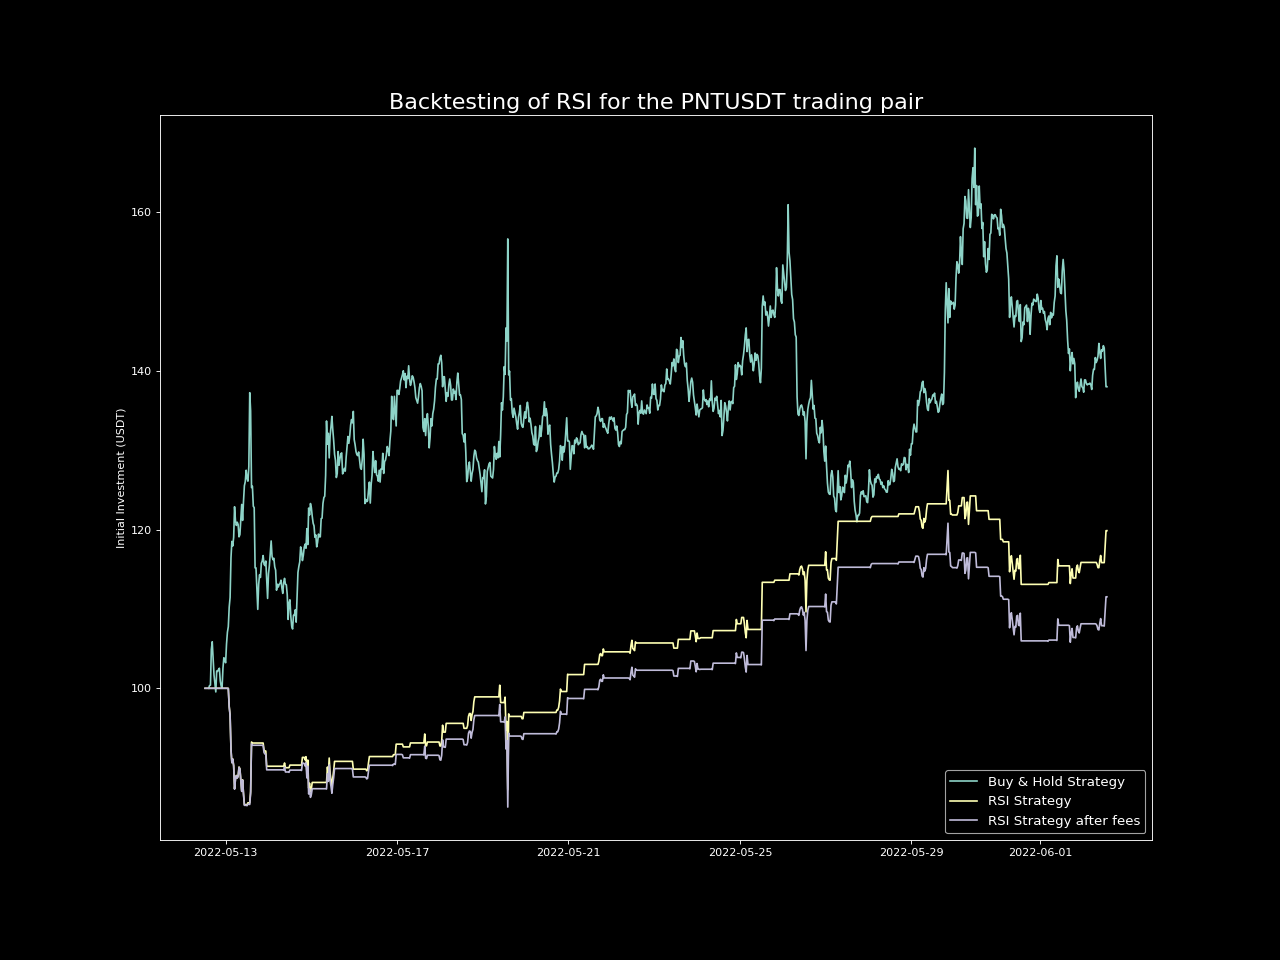 Backtesting of RSI for the PNTUSDT trading pair
Initial Investment (USDT)
160
140
120
100
2022-05-13
2022-05-17
2022-05-21
2022-05-25
2022-05-29
2022-06-01
Buy & Hold Strategy
RSI Strategy
RSI Strategy after fees